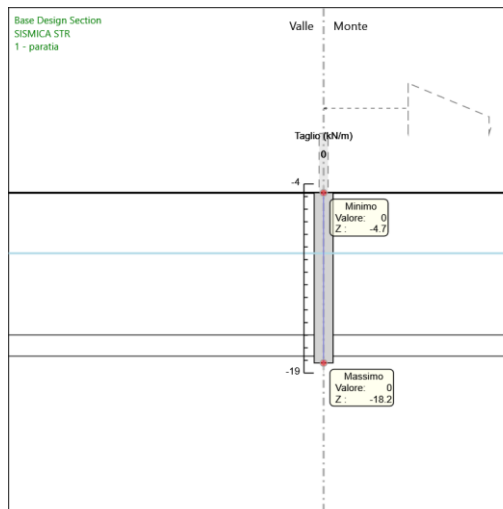 Base Design Section
SISMICA STR
1 - paratia
Valle Monte
Taglio (kN/m)
0
-4
Minimo
Valore: 0
Z : -4.7
-19
Massimo
Valore: 0
Z : -18.2